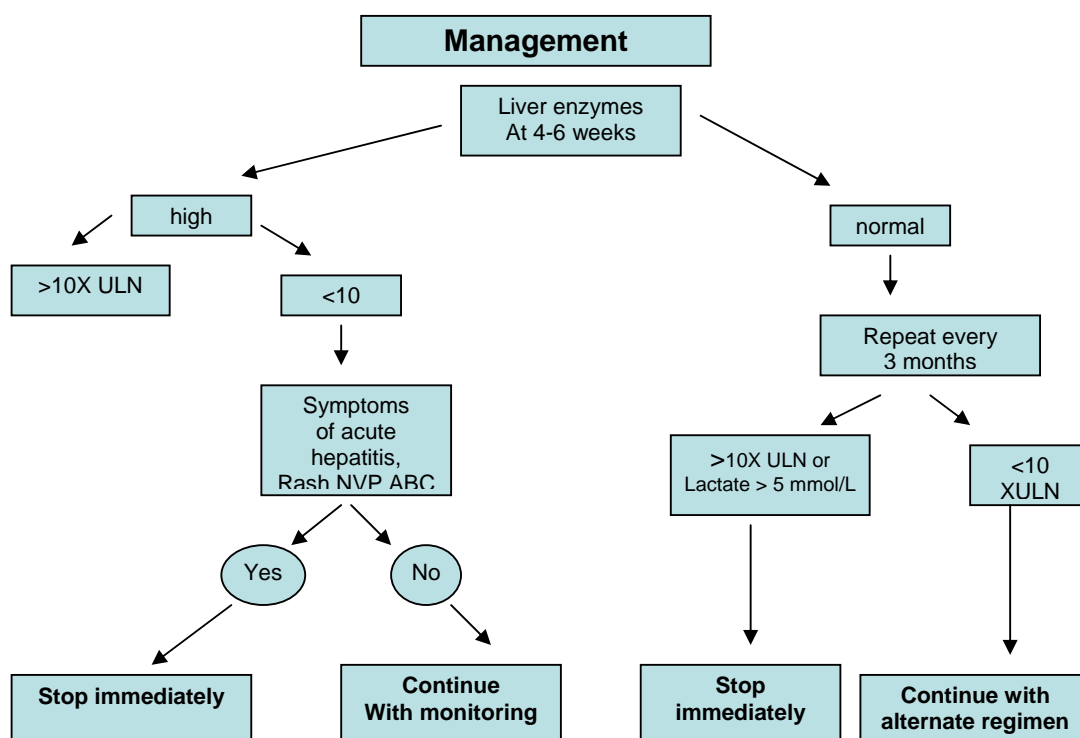 Management
Liver enzymes
At 4-6 weeks
high
normal
>10X ULN
<10
Repeat every
3 months
Symptoms
of acute
hepatitis,
Rash NVP ABC
>10X ULN or
Lactate > 5 mmol/L
<10
XULN
Yes
No
Stop immediately
Continue
With monitoring
Stop
immediately
Continue with
alternate regimen